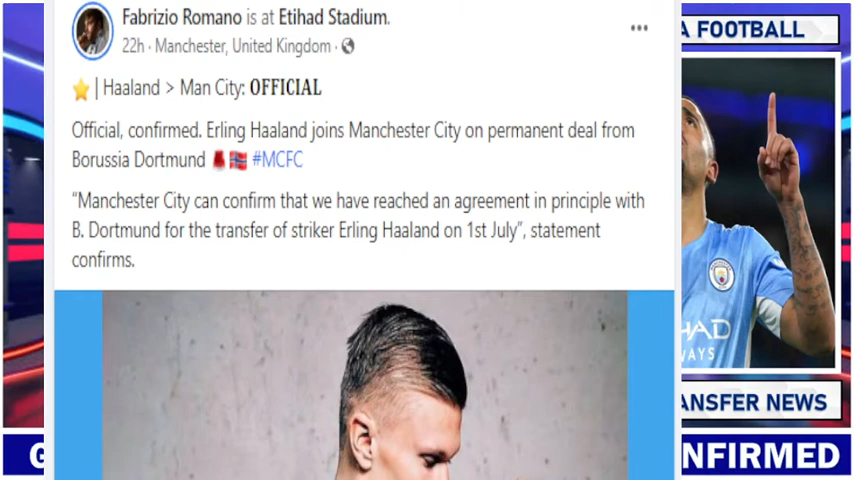 Fabrizio Romano is at Etihad Stadium.
22h · Manchester, United Kingdom ·
| Haaland > Man City: OFFICIAL
Official, confirmed. Erling Haaland joins Manchester City on permanent deal from
Borussia Dortmund #MCFC
“Manchester City can confirm that we have reached an agreement in principle with
B. Dortmund for the transfer of striker Erling Haaland on 1st July”, statement
confirms.
A FOOTBALL
HAD
WAYS
ANSFER NEWS
G
NFIRMED